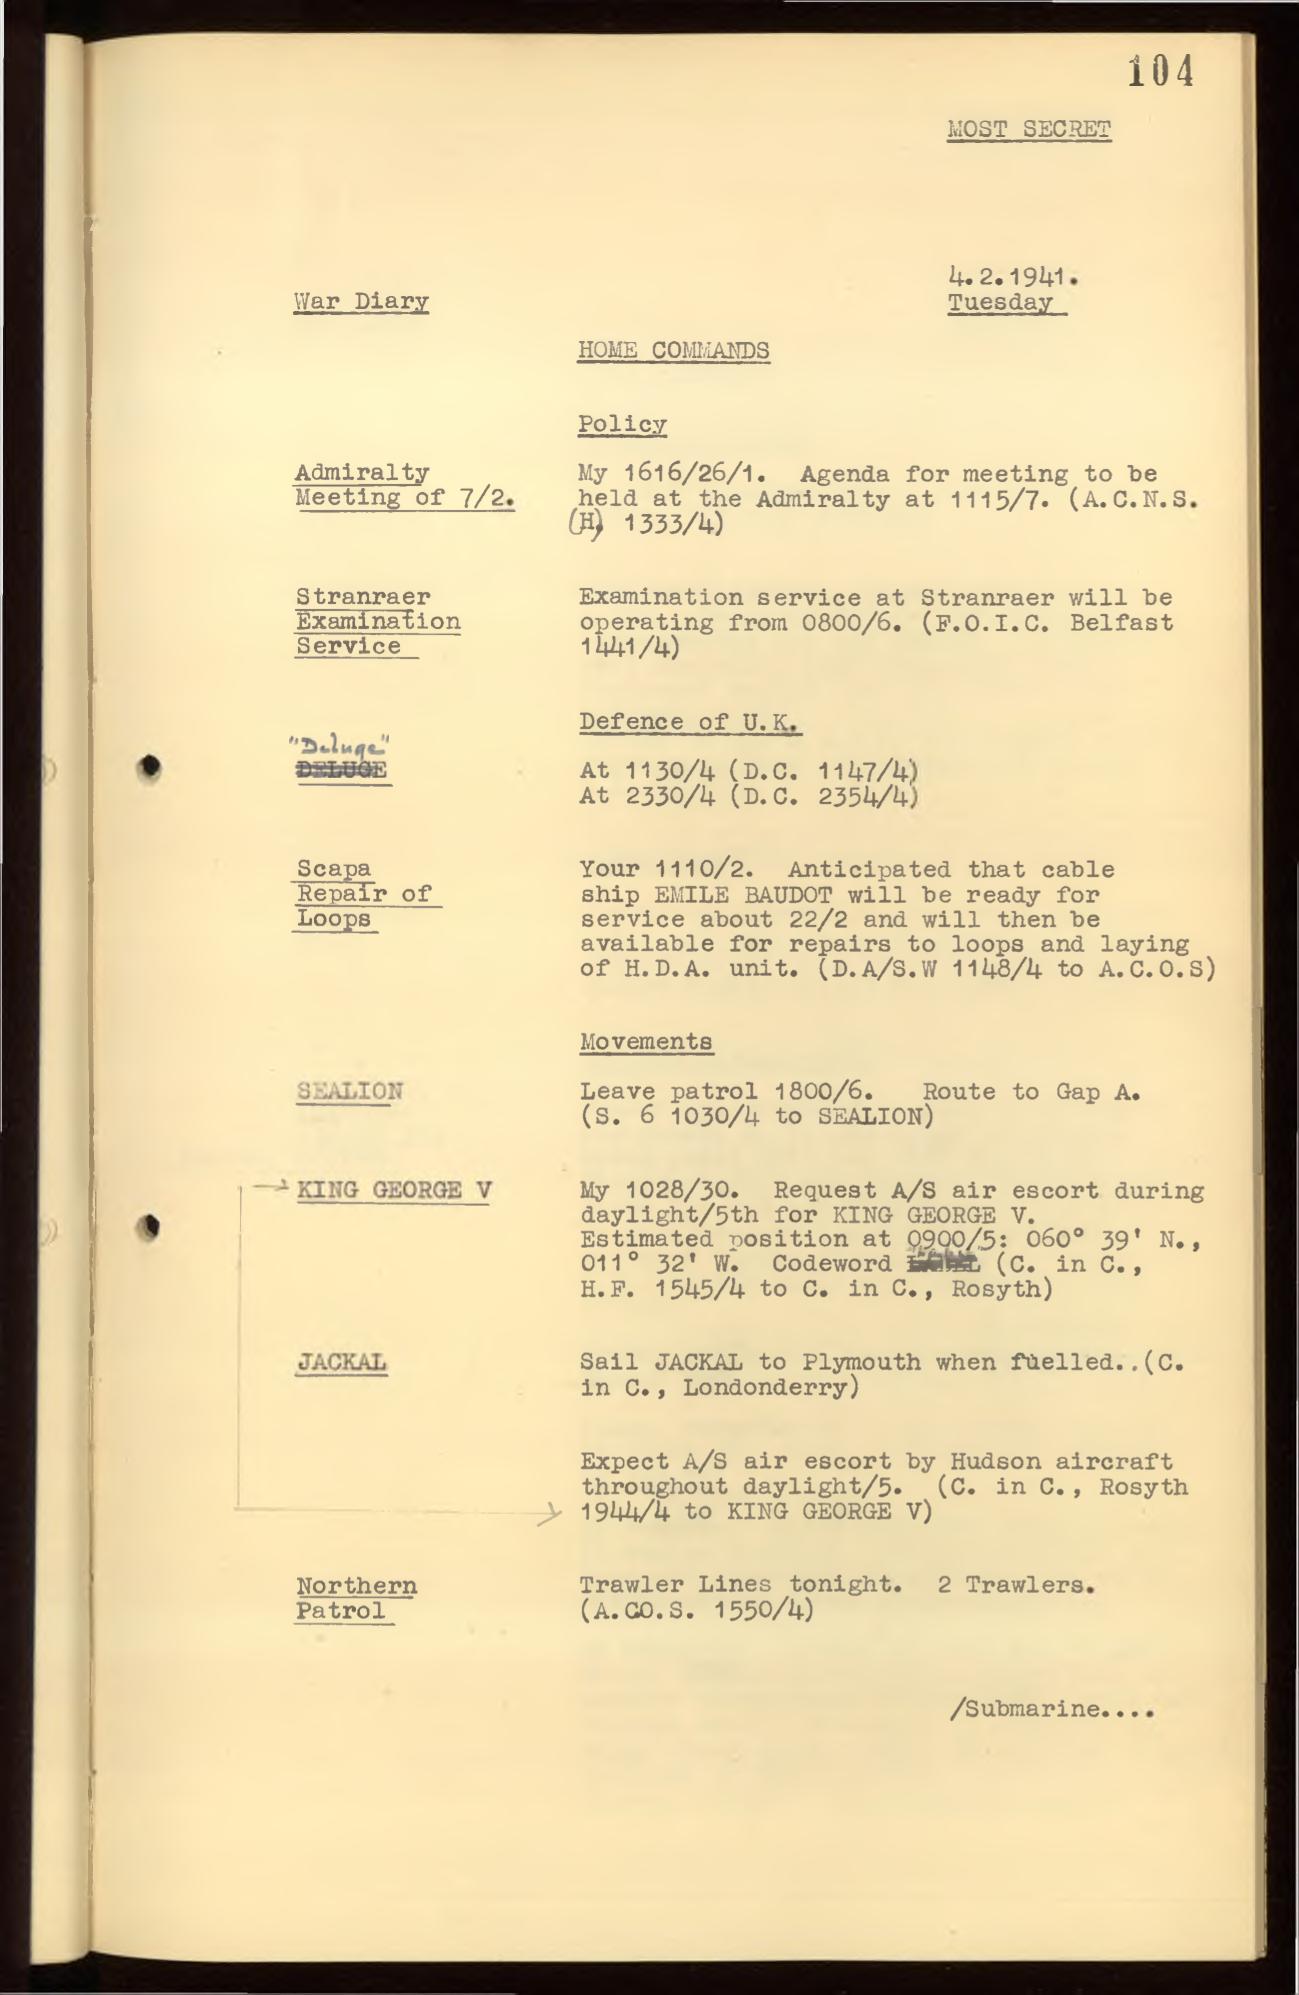 104
MOST SECRET
4.2.1941.
War Diary
Tuesday
HOME COMMANDS
Policy
Admiralty
Meeting of 7/2.
My 1616/26/1. Agenda for meeting to be
held at the Admiralty at 1115/7. (A.C.N.S.
(H) 1333/4)
Stranraer
Examination
Service
Examination service at Stranraer will be
operating from 0800/6. (F.O.I.C. Belfast
1441/4)
Defence of U.K.
"Deluge"
DELUGE
At 1130/4 (D.C. 1147/4)
At 2330/4 (D.C. 2354/4)
Scapa
Repair of
Loops
Your 1110/2. Anticipated that cable
ship EMILE BAUDOT will be ready for
service about 22/2 and will then be
available for repairs to loops and laying
of H.D.A. unit. (D.A/S.W 1148/4 to A.C.O.S)
Movements
SEALION
Leave patrol 1800/6. Route to Gap A.
(S. 6 1030/4 to SEALION)
KING GEORGE V
My 1028/30. Request A/S air escort during
daylight/5th for KING GEORGE V.
Estimated position at 0900/5: 060° 39' N.,
011° 32' W. Codeword (C. in C.,
H.F. 1545/4 to C. in C., Rosyth)
JACKAL
Sail JACKAL to Plymouth when fuelled..(C.
in C., Londonderry)
Expect A/S air escort by Hudson aircraft
throughout daylight/5. (C. in C., Rosyth
1944/4 to KING GEORGE V)
Northern
Patrol
Trawler Lines tonight. 2 Trawlers.
(A.CO.S. 1550/4)
/Submarine....